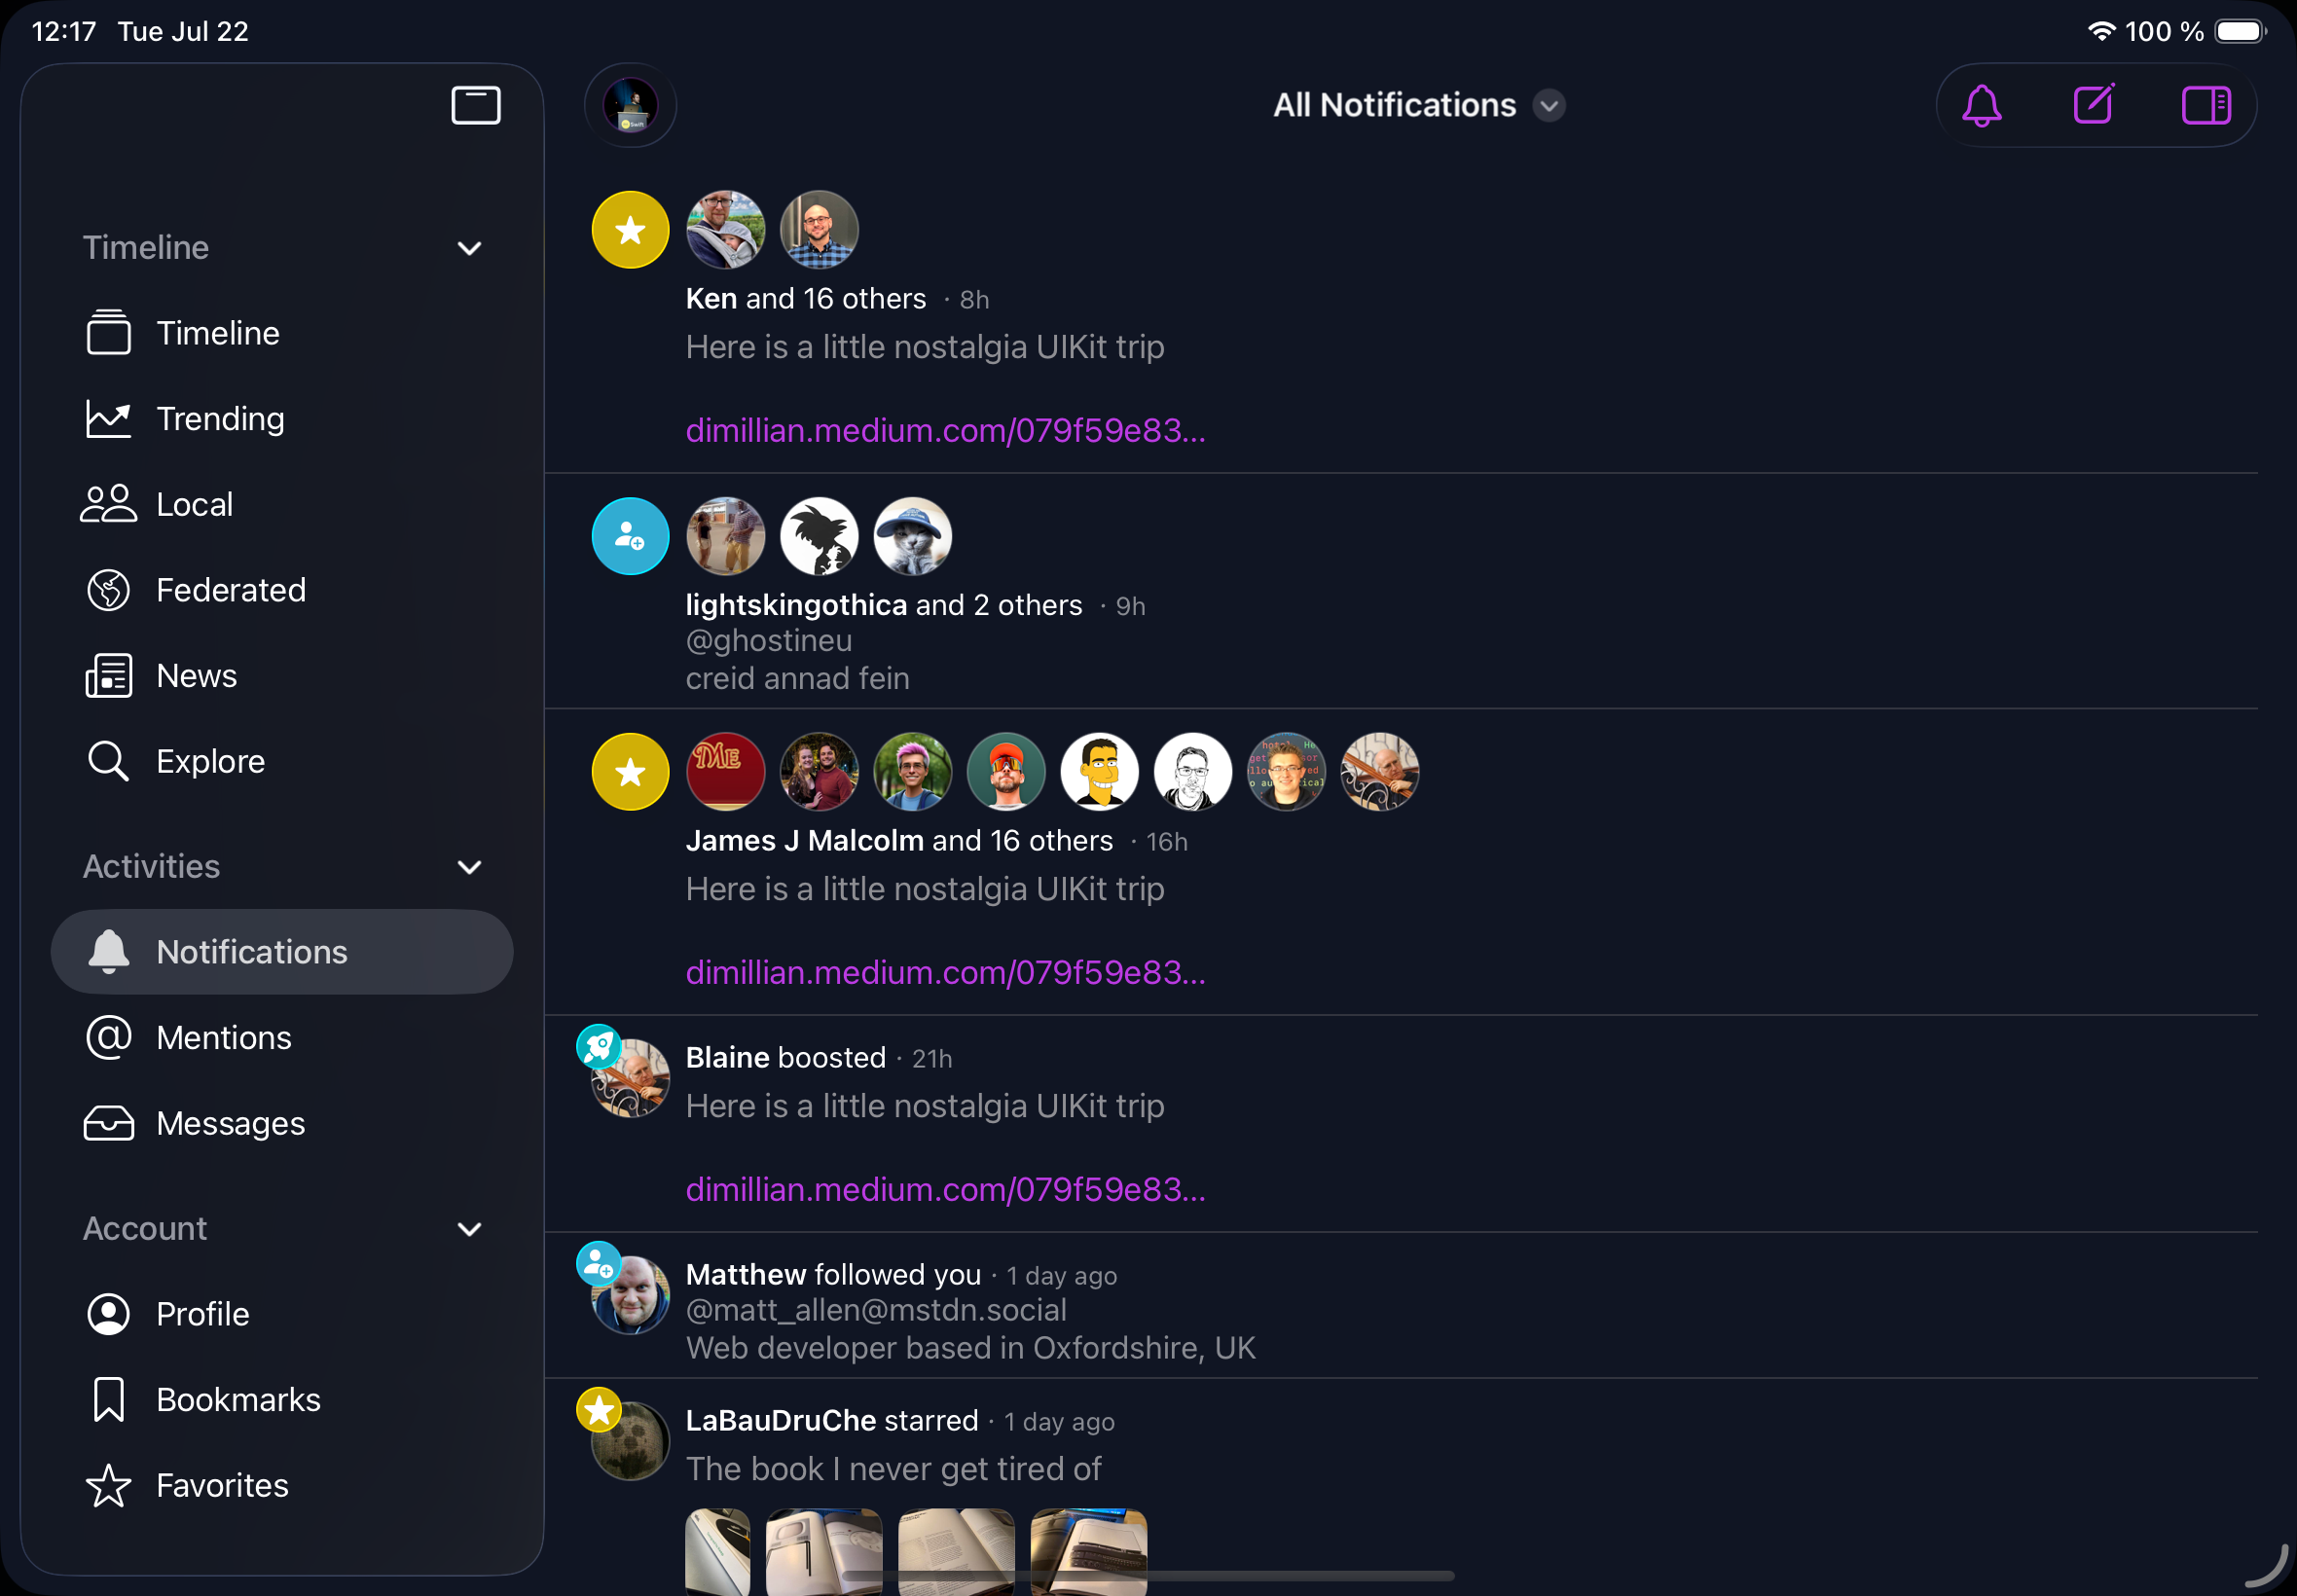 12:17 Tue Jul 22
100 %
Timeline
Timeline
Trending
Local
Federated
News
Explore
Activities
Notifications
Mentions
Messages
Account
Profile
Bookmarks
Favorites
All Notifications
Ken and 16 others · 8h
Here is a little nostalgia UIKit trip
dimillian.medium.com/079f59e83...
lightskingothica and 2 others · 9h
@ghostineu
creid annad fein
ME
James J Malcolm and 16 others · 16h
Here is a little nostalgia UIKit trip
dimillian.medium.com/079f59e83...
Blaine boosted · 21h
Here is a little nostalgia UIKit trip
dimillian.medium.com/079f59e83...
Matthew followed you · 1 day ago
@matt_allen@mstdn.social
Web developer based in Oxfordshire, UK
LaBauDruChe starred · 1 day ago
The book I never get tired of